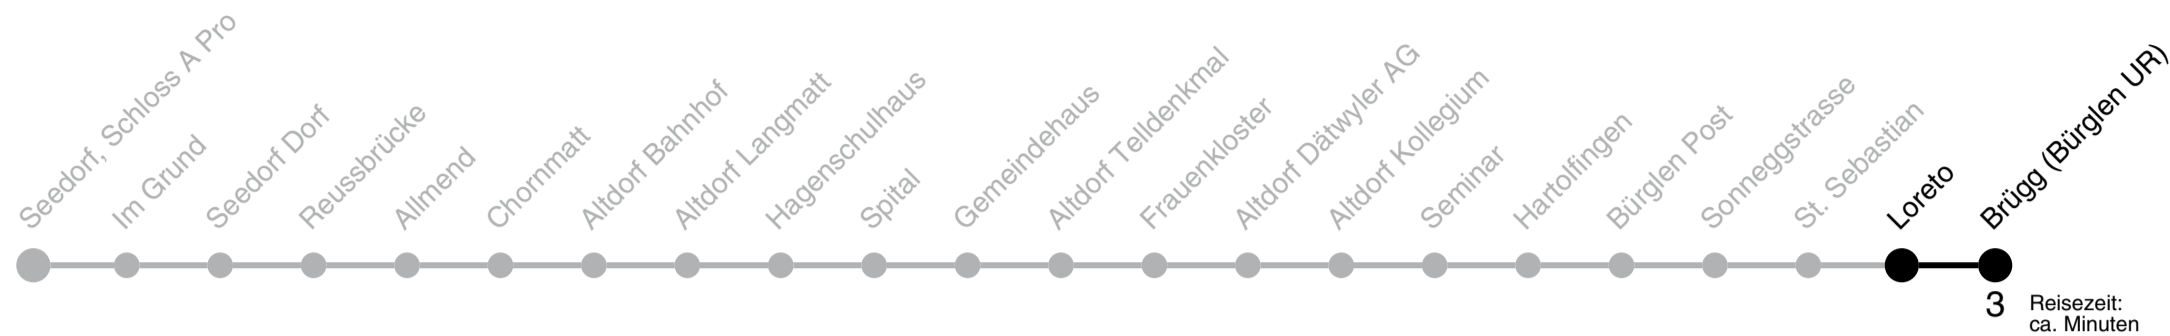 Seedorf, Schloss A Pro
Im Grund
Seedorf Dorf
Reussbrücke
Allmend
Chornmatt
Altdorf Bahnhof
Altdorf Langmatt
Hagenschulhaus
Spital
Gemeindehaus
Altdorf Telldenkmal
Frauenkloster
Altdorf Dätwyler AG
Altdorf Kollegium
Seminar
Hartolfingen
Bürglen Post
Sonneggstrasse
St. Sebastian
Loreto
Brügg (Bürglen UR)
3
Reisezeit:
ca. Minuten